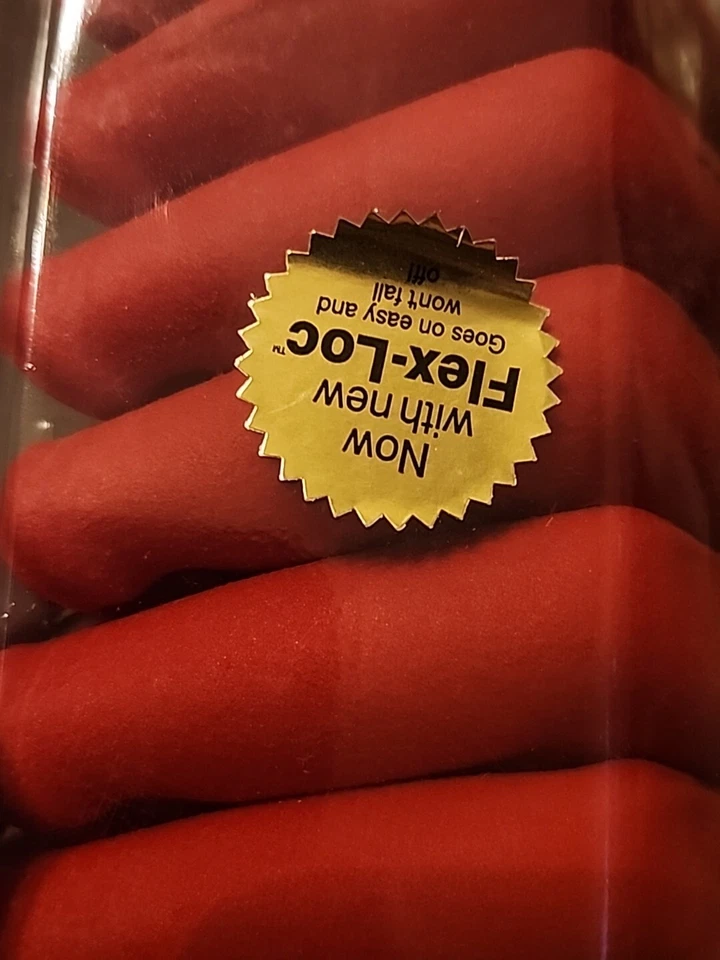 Now
with new
Flex-Loc™
Goes on easy and
won't fall
off!